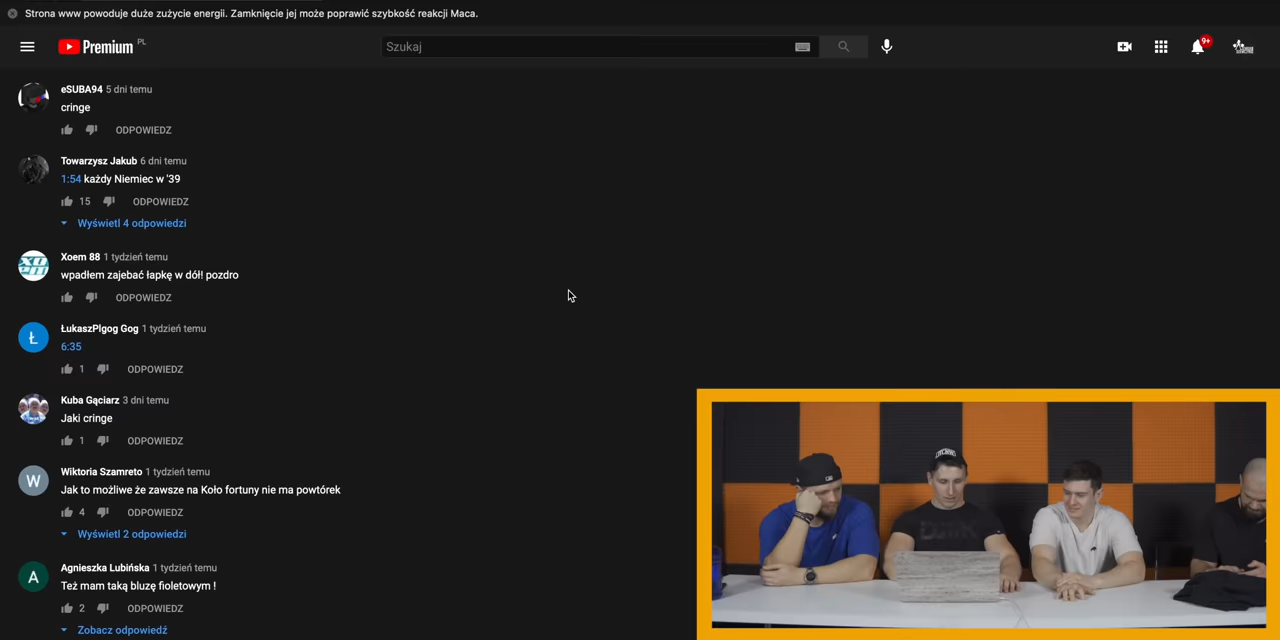 Strona www powoduje duże zużycie energii. Zamknięcie jej może poprawić szybkość reakcji Maca.
Premium PL
Szukaj
9+
eSUBA94 5 dni temu
cringe
ODPOWIEDZ
Towarzysz Jakub 6 dni temu
1:54 każdy Niemiec w '39
15 ODPOWIEDZ
Wyświetl 4 odpowiedzi
Xoem 88 1 tydzień temu
wpadłem zajebać łapkę w dół! pozdro
ODPOWIEDZ
ŁukaszPlgog Gog 1 tydzień temu
Ł
6:35
1 ODPOWIEDZ
Kuba Gąciarz 3 dni temu
Jaki cringe
1 ODPOWIEDZ
Wiktoria Szamreto 1 tydzień temu
W
Jak to możliwe że zawsze na Koło fortuny nie ma powtórek
4 ODPOWIEDZ
Wyświetl 2 odpowiedzi
Agnieszka Lubińska 1 tydzień temu
A
Też mam taką bluzę fioletowym !
2 ODPOWIEDZ
Zobacz odpowiedź